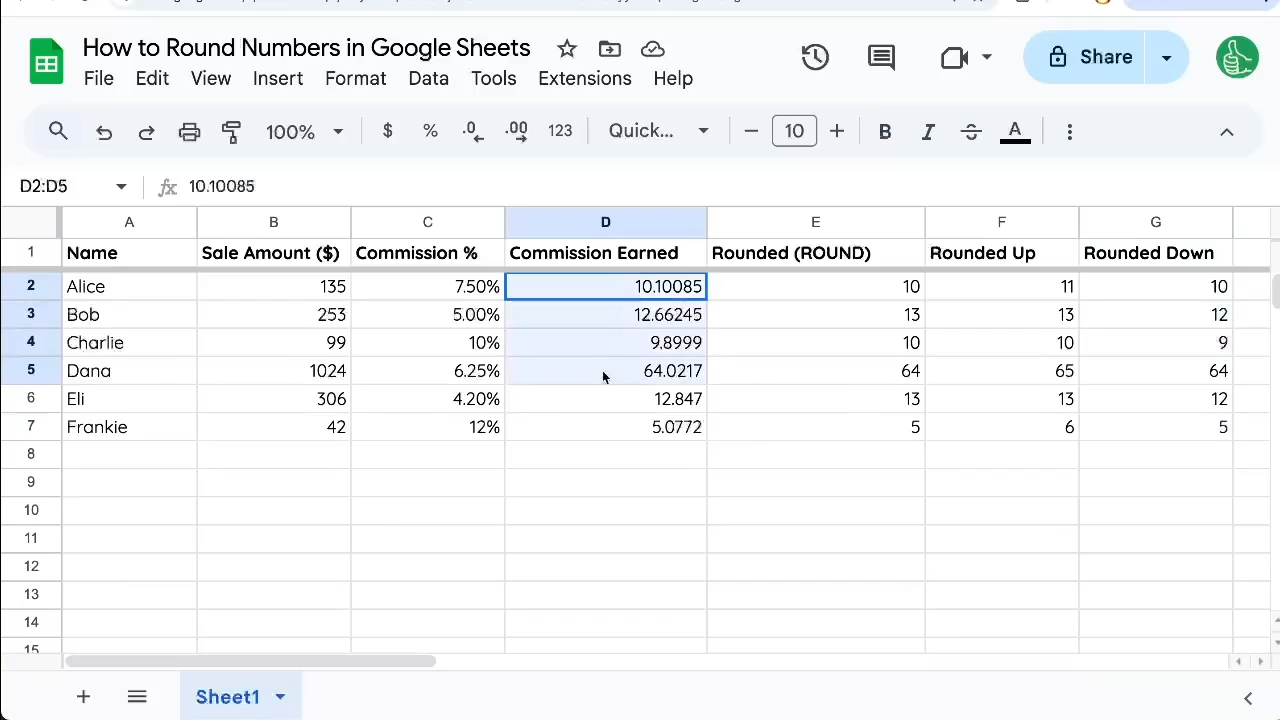 How to Round Numbers in Google Sheets
File Edit View Insert Format Data Tools Extensions Help
Share
100% $ % .0 .00 123 Quick... − 10 + B I S A
D2:D5 fx 10.10085
A B C D E F G
1 Name Sale Amount ($) Commission % Commission Earned Rounded (ROUND) Rounded Up Rounded Down
2 Alice 135 7.50% 10.10085 10 11 10
3 Bob 253 5.00% 12.66245 13 13 12
4 Charlie 99 10% 9.8999 10 10 9
5 Dana 1024 6.25% 64.0217 64 65 64
6 Eli 306 4.20% 12.847 13 13 12
7 Frankie 42 12% 5.0772 5 6 5
8
9
10
11
12
13
14
15
+ Sheet1